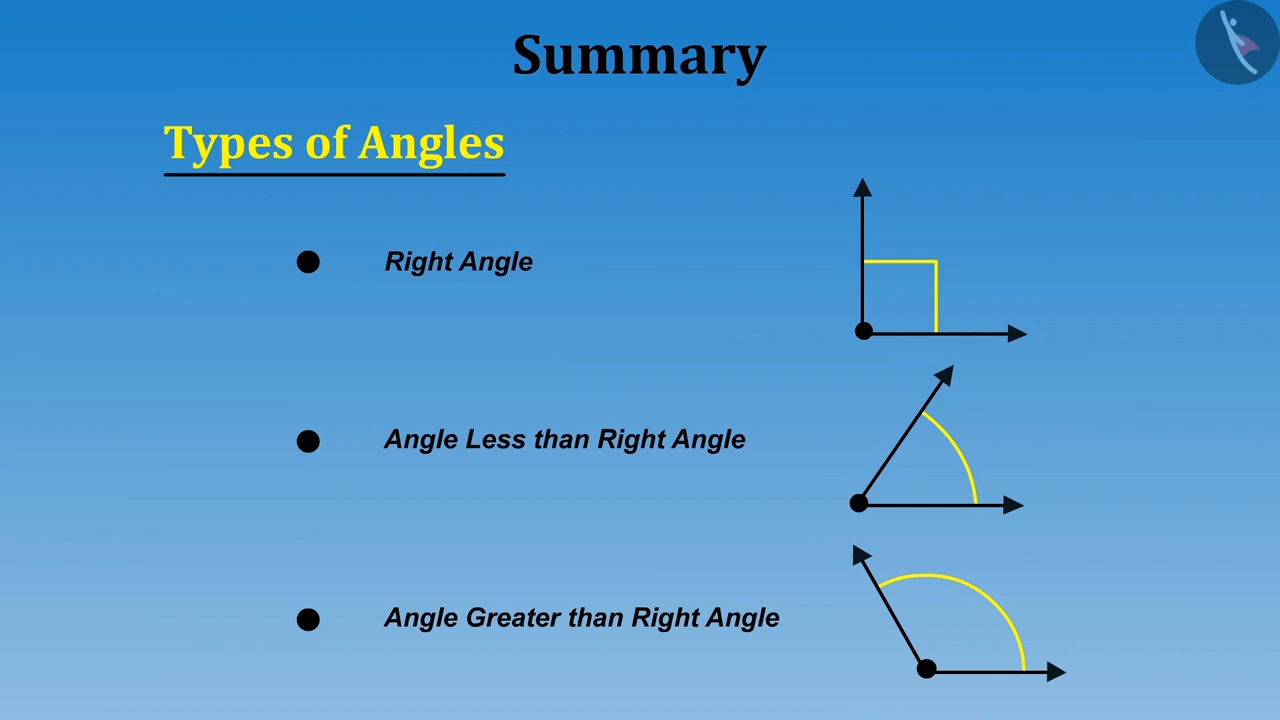 Summary
Types of Angles
Right Angle
Angle Less than Right Angle
Angle Greater than Right Angle